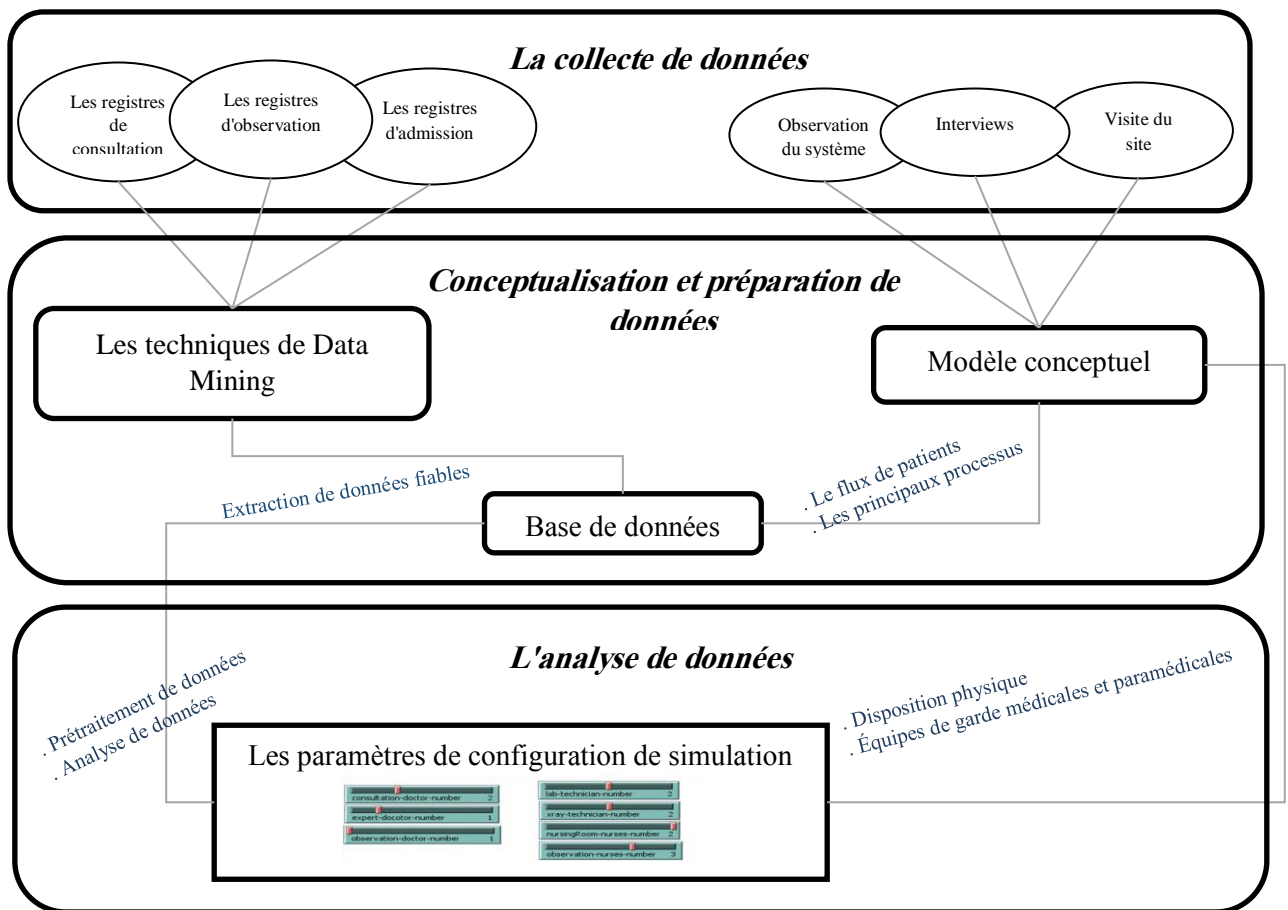 La collecte de données
Les registres
de
consultation
Les registres
d'observation
Les registres
d'admission
Observation
du système
Interviews
Visite du
site
Conceptualisation et préparation de
données
Les techniques de Data
Mining
Modèle conceptuel
Extraction de données fiables
. Le flux de patients
. Les principaux processus
Base de données
L'analyse de données
. Prétraitement de données
. Analyse de données
. Disposition physique
. Équipes de garde médicales et paramédicales
Les paramètres de configuration de simulation
consultation-doctor-number 2
expert-docotor-number 1
observation-doctor-number 1
lab-technician-number 2
xray-technician-number 2
nursingRoom-nurses-number 2
observation-nurses-number 3